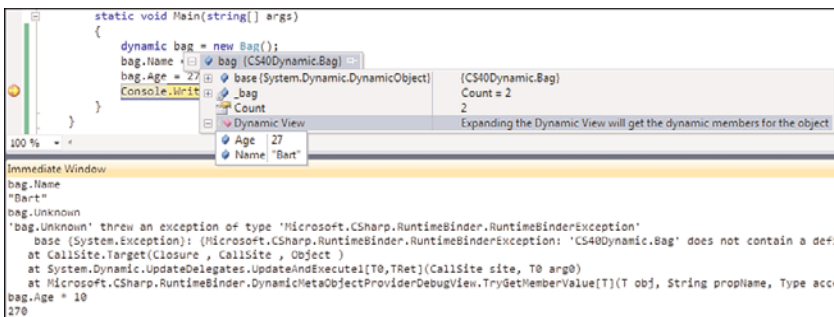 static void Main(string[] args)
{
dynamic bag = new Bag();
bag.Name
bag {CS40Dynamic.Bag}
bag.Age = 27
base {System.Dynamic.DynamicObject} {CS40Dynamic.Bag}
_bag Count = 2
Console.Writ
Count 2
}
Dynamic View Expanding the Dynamic View will get the dynamic members for the object
}
Age 27
Name "Bart"
100 %
Immediate Window
bag.Name
"Bart"
bag.Unknown
'bag.Unknown' threw an exception of type 'Microsoft.CSharp.RuntimeBinder.RuntimeBinderException'
base {System.Exception}: {Microsoft.CSharp.RuntimeBinder.RuntimeBinderException: 'CS40Dynamic.Bag' does not contain a defi
at CallSite.Target(Closure , CallSite , Object )
at System.Dynamic.UpdateDelegates.UpdateAndExecute1[T0,TRet](CallSite site, T0 arg0)
at Microsoft.CSharp.RuntimeBinder.DynamicMetaObjectProviderDebugView.TryGetMemberValue[T](T obj, String propName, Type acce
bag.Age * 10
270